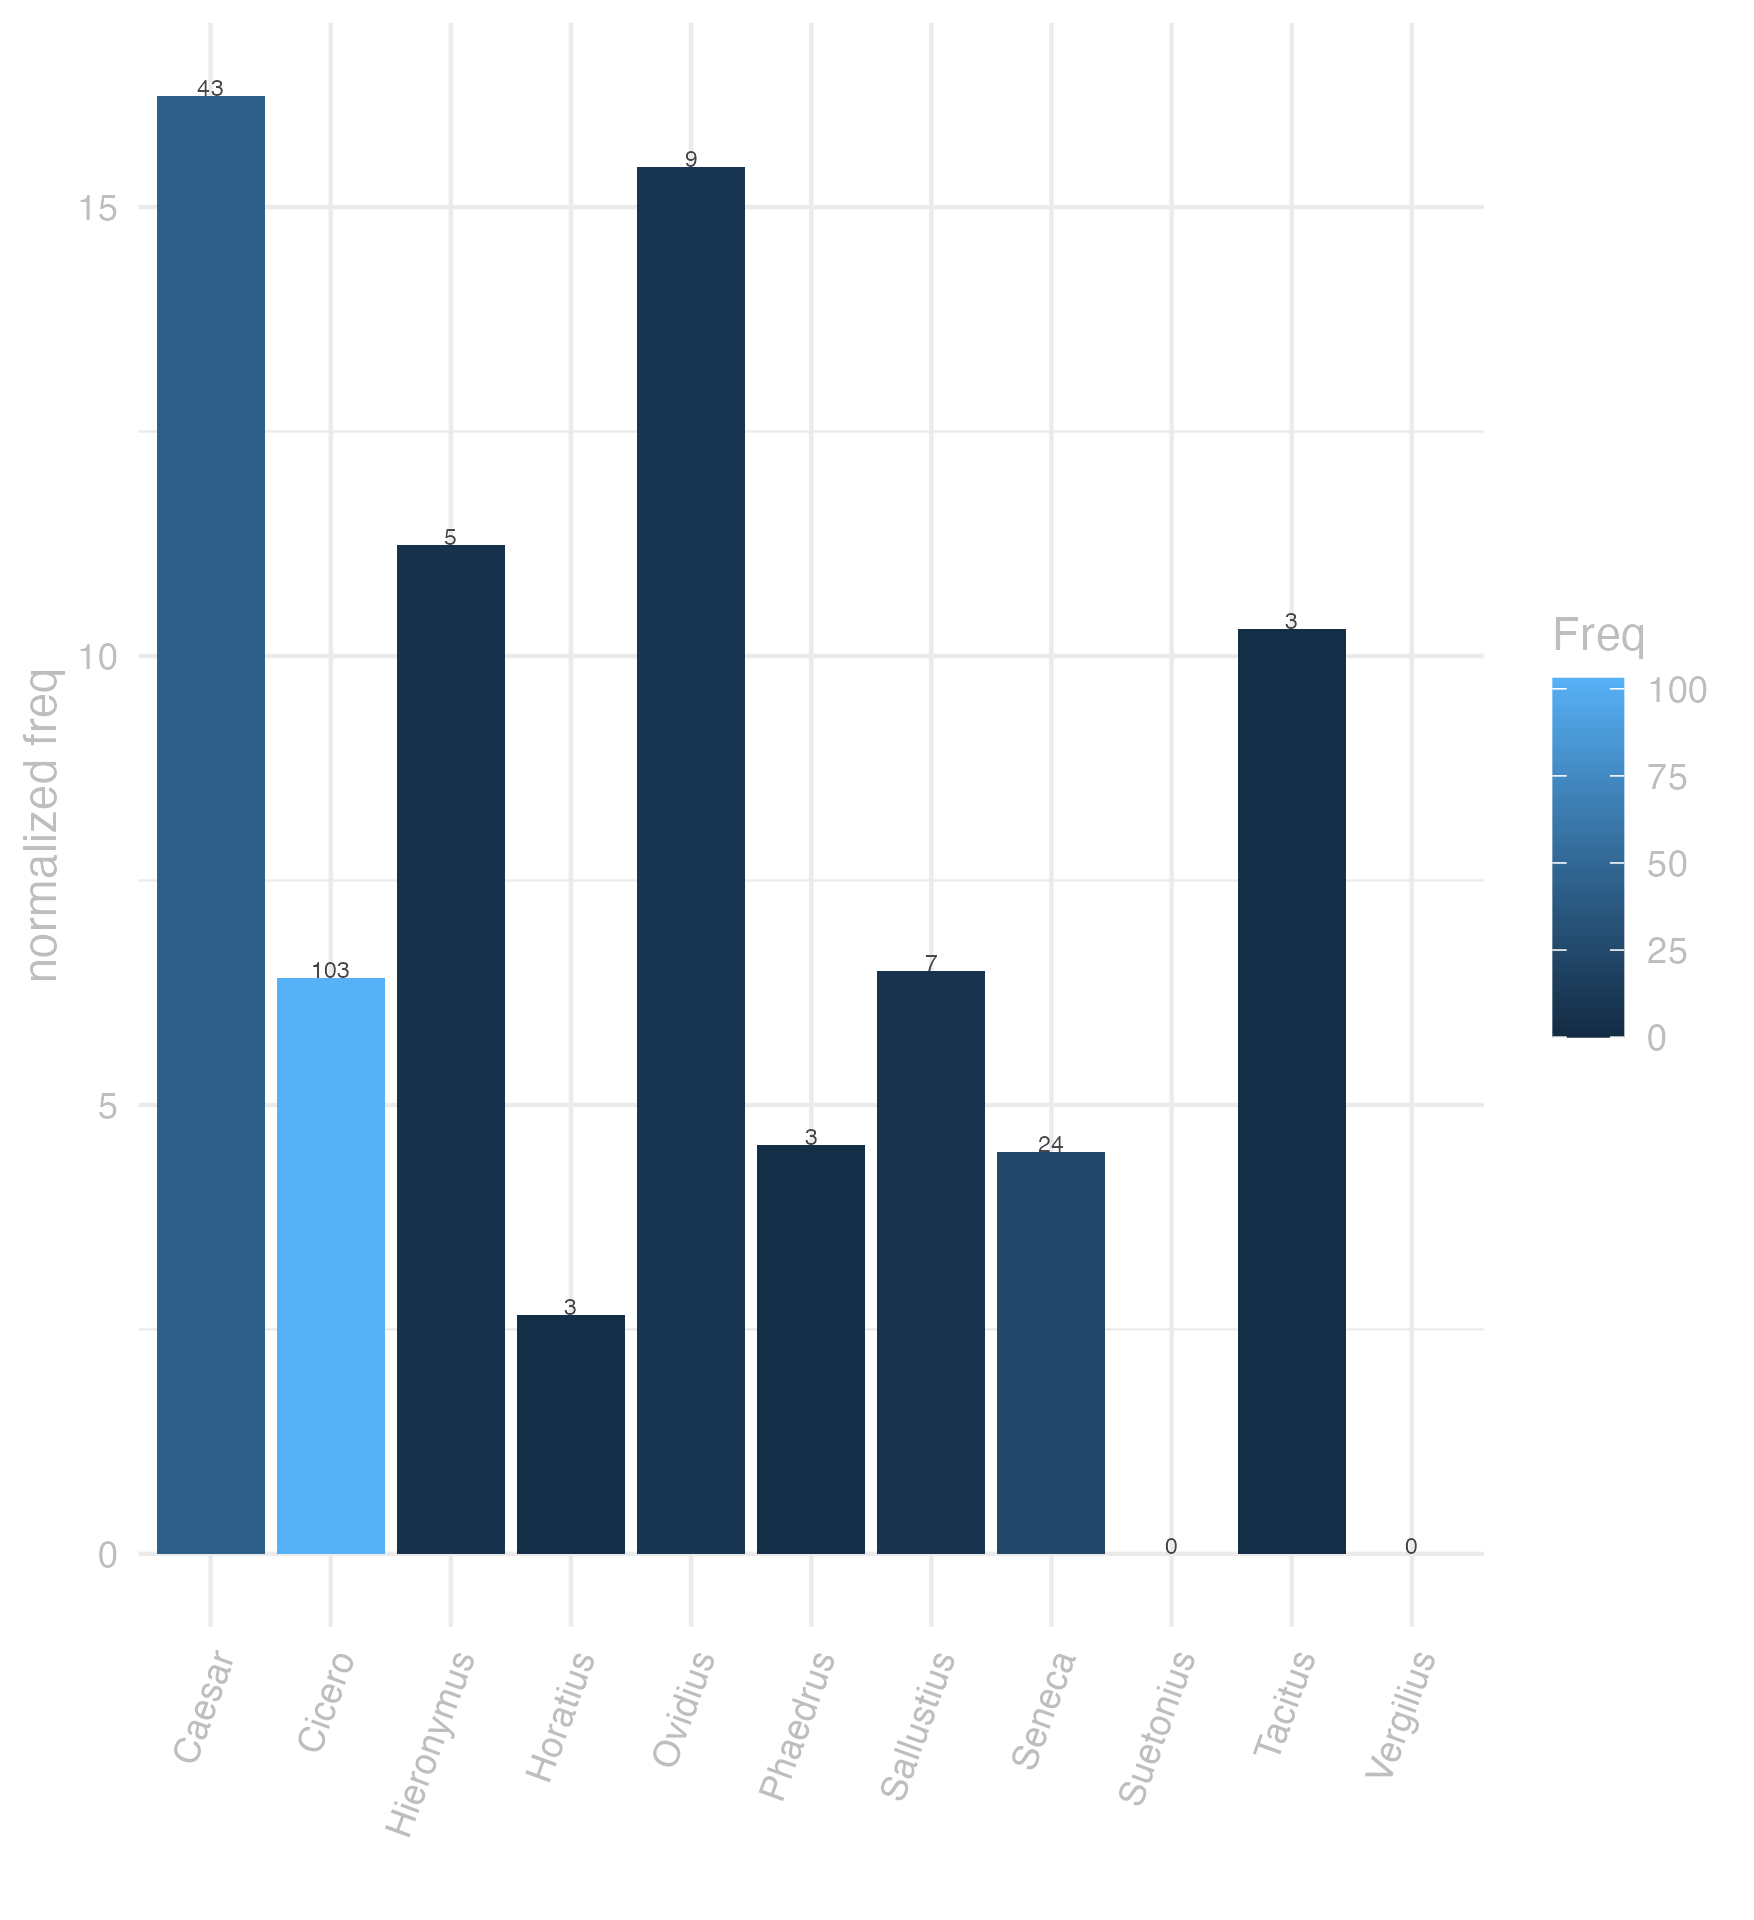 43
9
15
5
3
10
Freq
100
75
50
25
0
normalized freq
103
7
5
3
24
3
0
0
0
Caesar
Cicero
Hieronymus
Horatius
Ovidius
Phaedrus
Sallustius
Seneca
Suetonius
Tacitus
Vergilius